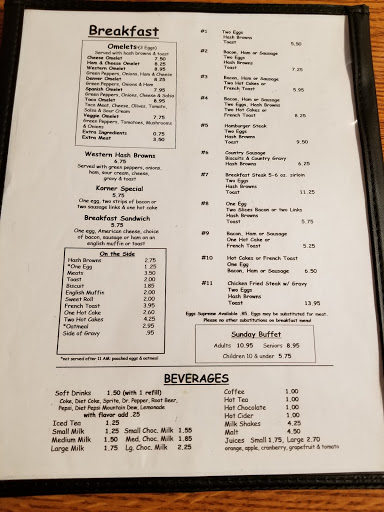 Breakfast
Omelets(3 Eggs)
Served with hash browns & toast
Cheese Omelet 7.50
Ham & Cheese Omelet 8.25
Western Omelet 8.95
Green Peppers, Onions, Ham & Cheese
Denver Omelet 8.25
Green Peppers, Onions & Ham
Spanish Omelet 7.95
Green Peppers, Onions, Cheese & Salsa
Taco Omelet 8.95
Taco Meat, Cheese, Olives, Tomato,
Salsa & Sour Cream
Veggie Omelet 7.75
Green Peppers, Tomatoes, Mushrooms
& Onions
Extra Ingredients 0.75
Extra Meat 3.50
Western Hash Browns
6.75
Served with green peppers, onions,
ham, sour cream, cheese,
gravy & toast
Korner Special
5.75
One egg, two strips of bacon or
two sausage links & one hot cake
Breakfast Sandwich
5.75
One egg, American cheese, choice
of bacon, sausage or ham on an
english muffin or toast
On the Side
Hash Browns 2.75
*One Egg 1.25
Meats 3.50
Toast 2.00
Biscuit 1.85
English Muffin 2.00
Sweet Roll 2.00
French Toast 3.95
One Hot Cake 2.60
Two Hot Cakes 4.25
*Oatmeal 2.95
Side of Gravy .95
*not served after 11 AM: poached eggs & oatmeal
#1 Two Eggs
Hash Browns
Toast 5.50
#2 Bacon, Ham or Sausage
Two Eggs
Hash Browns
Toast 7.25
#3 Bacon, Ham or Sausage
Two Hot Cakes or
French Toast 5.95
#4 Bacon, Ham or Sausage
Two Eggs, Hash Browns
Two Hot Cakes or
French Toast 8.25
#5 Hamburger Steak
Two Eggs
Hash Browns
Toast 9.50
#6 Country Sausage
Biscuits & Country Gravy
Hash Browns 6.25
#7 Breakfast Steak 5-6 oz. sirloin
Two Eggs
Hash Browns
Toast 11.25
#8 One Egg
Two Slices Bacon or two Links
Hash Browns
Toast 5.75
#9 Bacon, Ham or Sausage
One Hot Cake or
French Toast 5.25
#10 Hot Cakes or French Toast
One Egg
Bacon, Ham or Sausage 6.50
#11 Chicken Fried Steak w/ Gravy
Two Eggs
Hash Browns
Toast 13.95
Eggs Supreme Available .85. Eggs may be substituted for meat.
Please no other substitutions on breakfast menu!
Sunday Buffet
Adults 10.95 Seniors 8.95
Children 10 & under 5.75
BEVERAGES
Soft Drinks 1.50 (with 1 refill)
Coke, Diet Coke, Sprite, Dr. Pepper, Root Beer,
Pepsi, Diet Pepsi Mountain Dew, Lemonade
with flavor add .25
Iced Tea 1.25
Small Milk 1.25 Small Choc. Milk 1.55
Medium Milk 1.50 Med. Choc. Milk 1.85
Large Milk 1.75 Lg. Choc. Milk 2.25
Coffee 1.00
Hot Tea 1.00
Hot Chocolate 1.00
Hot Cider 1.00
Milk Shakes 4.25
Malt 4.50
Juices Small 1.75, Large 2.70
orange, apple, cranberry, grapefruit & tomato